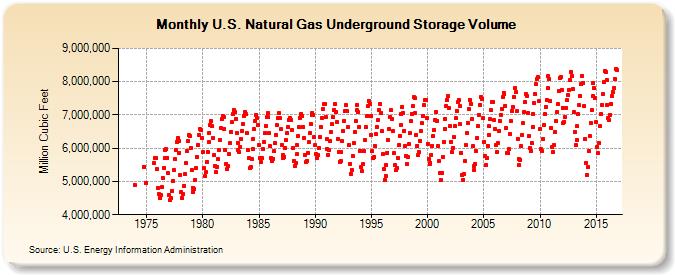 Monthly U.S. Natural Gas Underground Storage Volume
Million Cubic Feet
9,000,000
8,000,000
7,000,000
6,000,000
5,000,000
4,000,000
1975 1980 1985 1990 1995 2000 2005 2010 2015
Source: U.S. Energy Information Administration